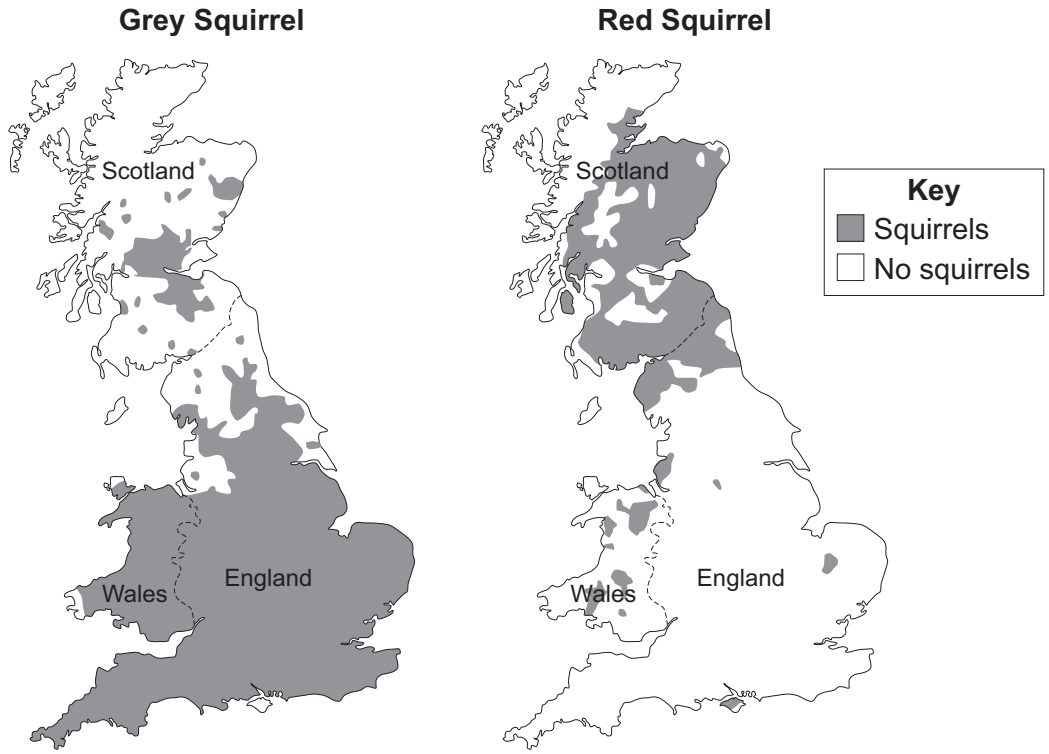 Grey Squirrel
Scotland
Wales
England
Red Squirrel
Scotland
Wales
England
Key
Squirrels
No squirrels